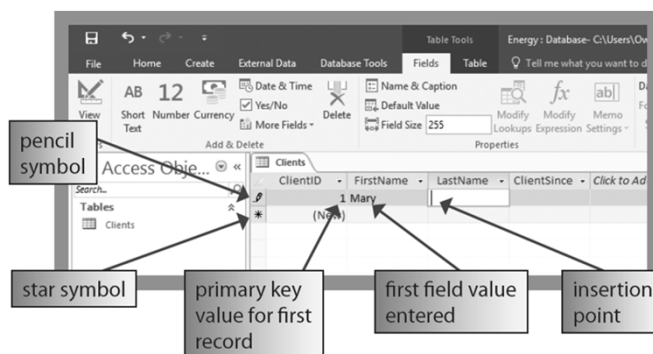 Table Tools
Energy : Database- C:\Users\Ow
File Home Create External Data Database Tools Fields Table Tell me what you want to d
View
AB Short Text
12 Number
Currency
Date & Time
Yes/No
More Fields
Delete
Name & Caption
Default Value
Field Size 255
Modify Lookups
fx Modify Expression
ab Memo Settings
Add & Delete
Properties
Access Obje...
Search...
Tables
Clients
Clients
ClientID FirstName LastName ClientSince Click to Ad
1 Mary
(New)
pencil
symbol
star symbol
primary key
value for first
record
first field value
entered
insertion
point